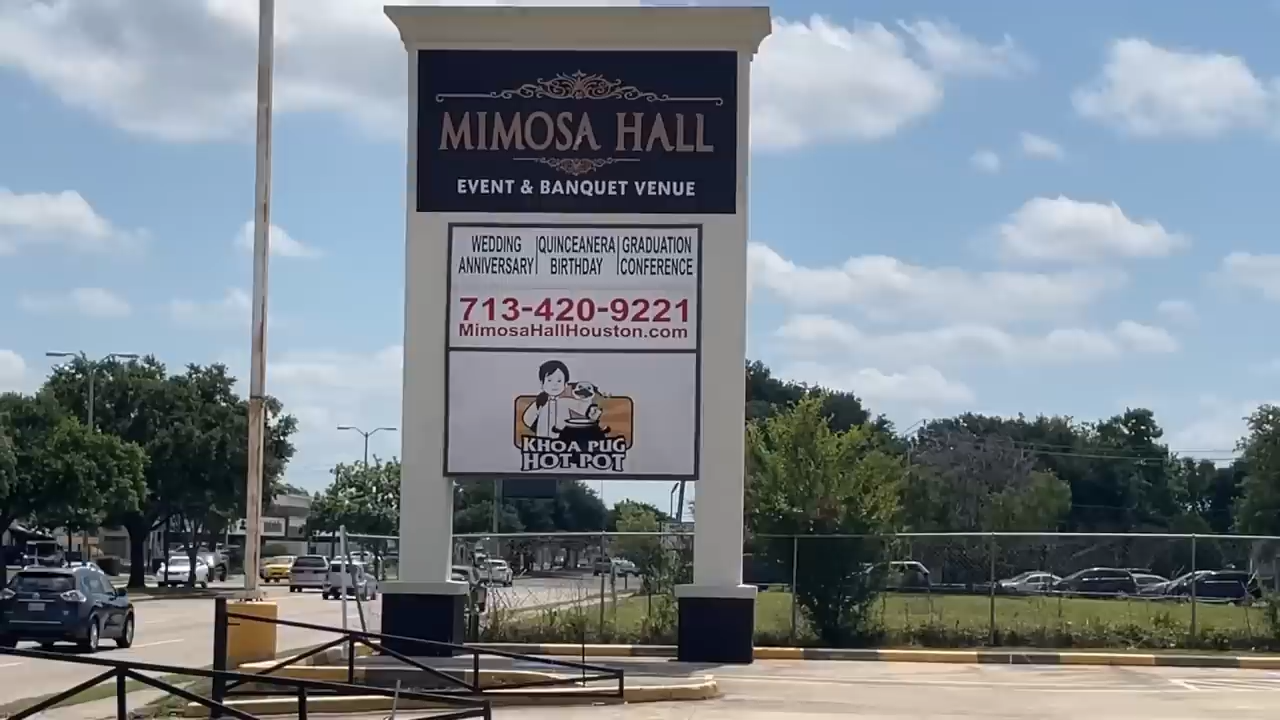 MIMOSA HALL
EVENT & BANQUET VENUE
WEDDING QUINCEANERA GRADUATION
ANNIVERSARY BIRTHDAY CONFERENCE
713-420-9221
MimosaHallHouston.com
KHOA PUG
HOT POT